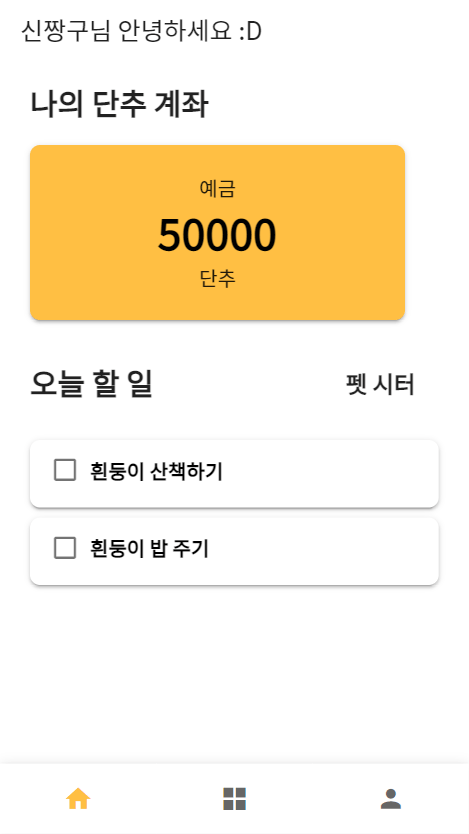 신짱구님 안녕하세요 :D
나의 단추 계좌
예금
50000
단추
오늘 할 일 펫 시터
흰둥이 산책하기
흰둥이 밥 주기